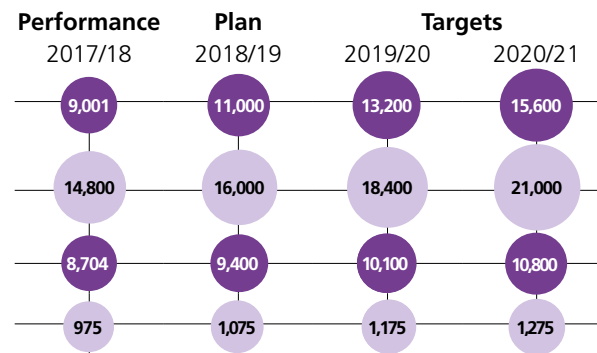 Performance Plan Targets
2017/18 2018/19 2019/20 2020/21
9,001 11,000 13,200 15,600
14,800 16,000 18,400 21,000
8,704 9,400 10,100 10,800
975 1,075 1,175 1,275